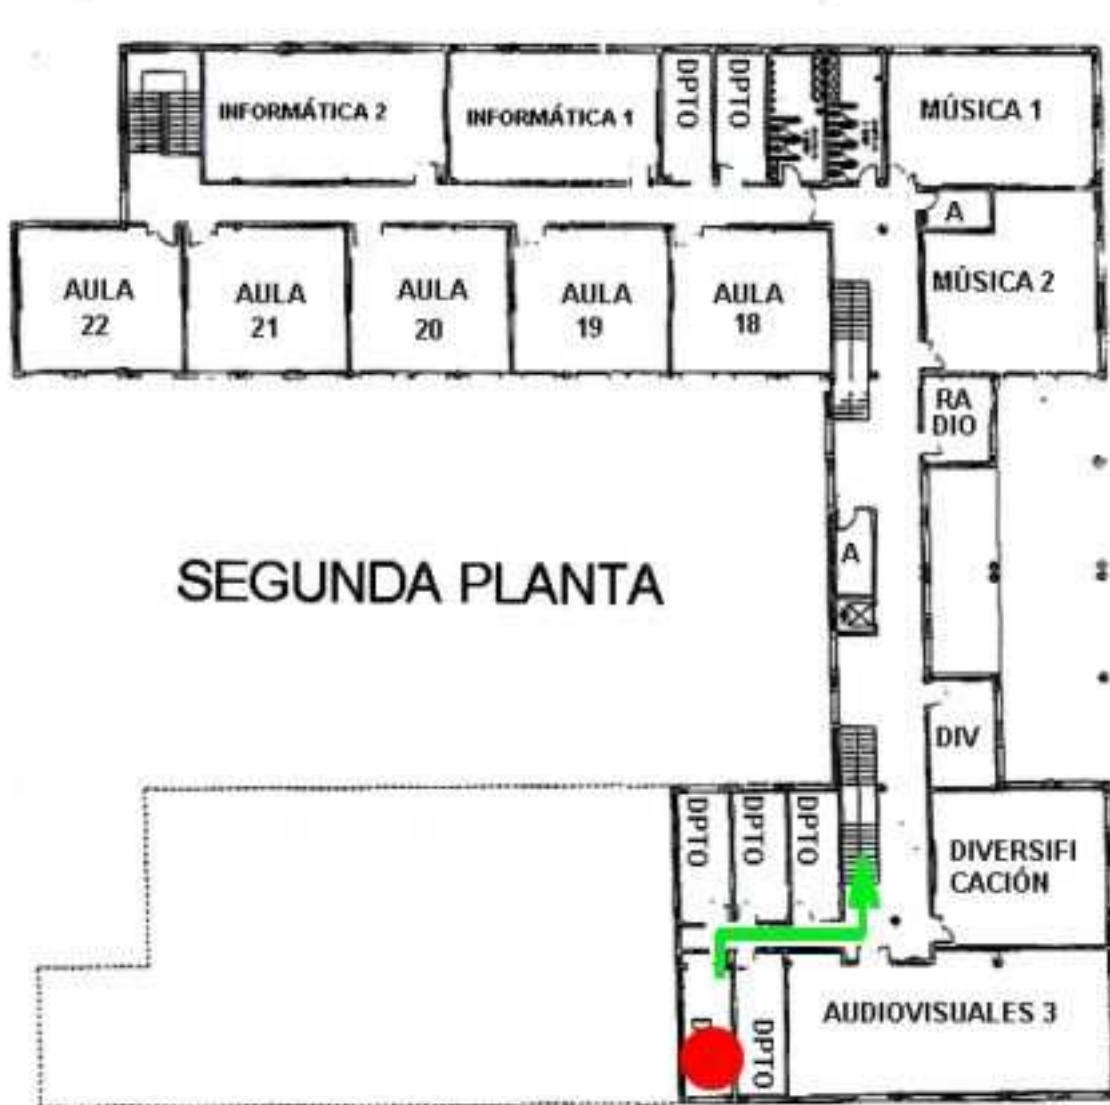 INFORMÁTICA 2
INFORMÁTICA 1
DPTO
DPTO
MÚSICA 1
A
MÚSICA 2
AULA
22
AULA
21
AULA
20
AULA
19
AULA
18
RA
DIO
A
SEGUNDA PLANTA
DIV
DPTO
DPTO
DPTO
DIVERSIFI
CACIÓN
AUDIOVISUALES 3
DPTO